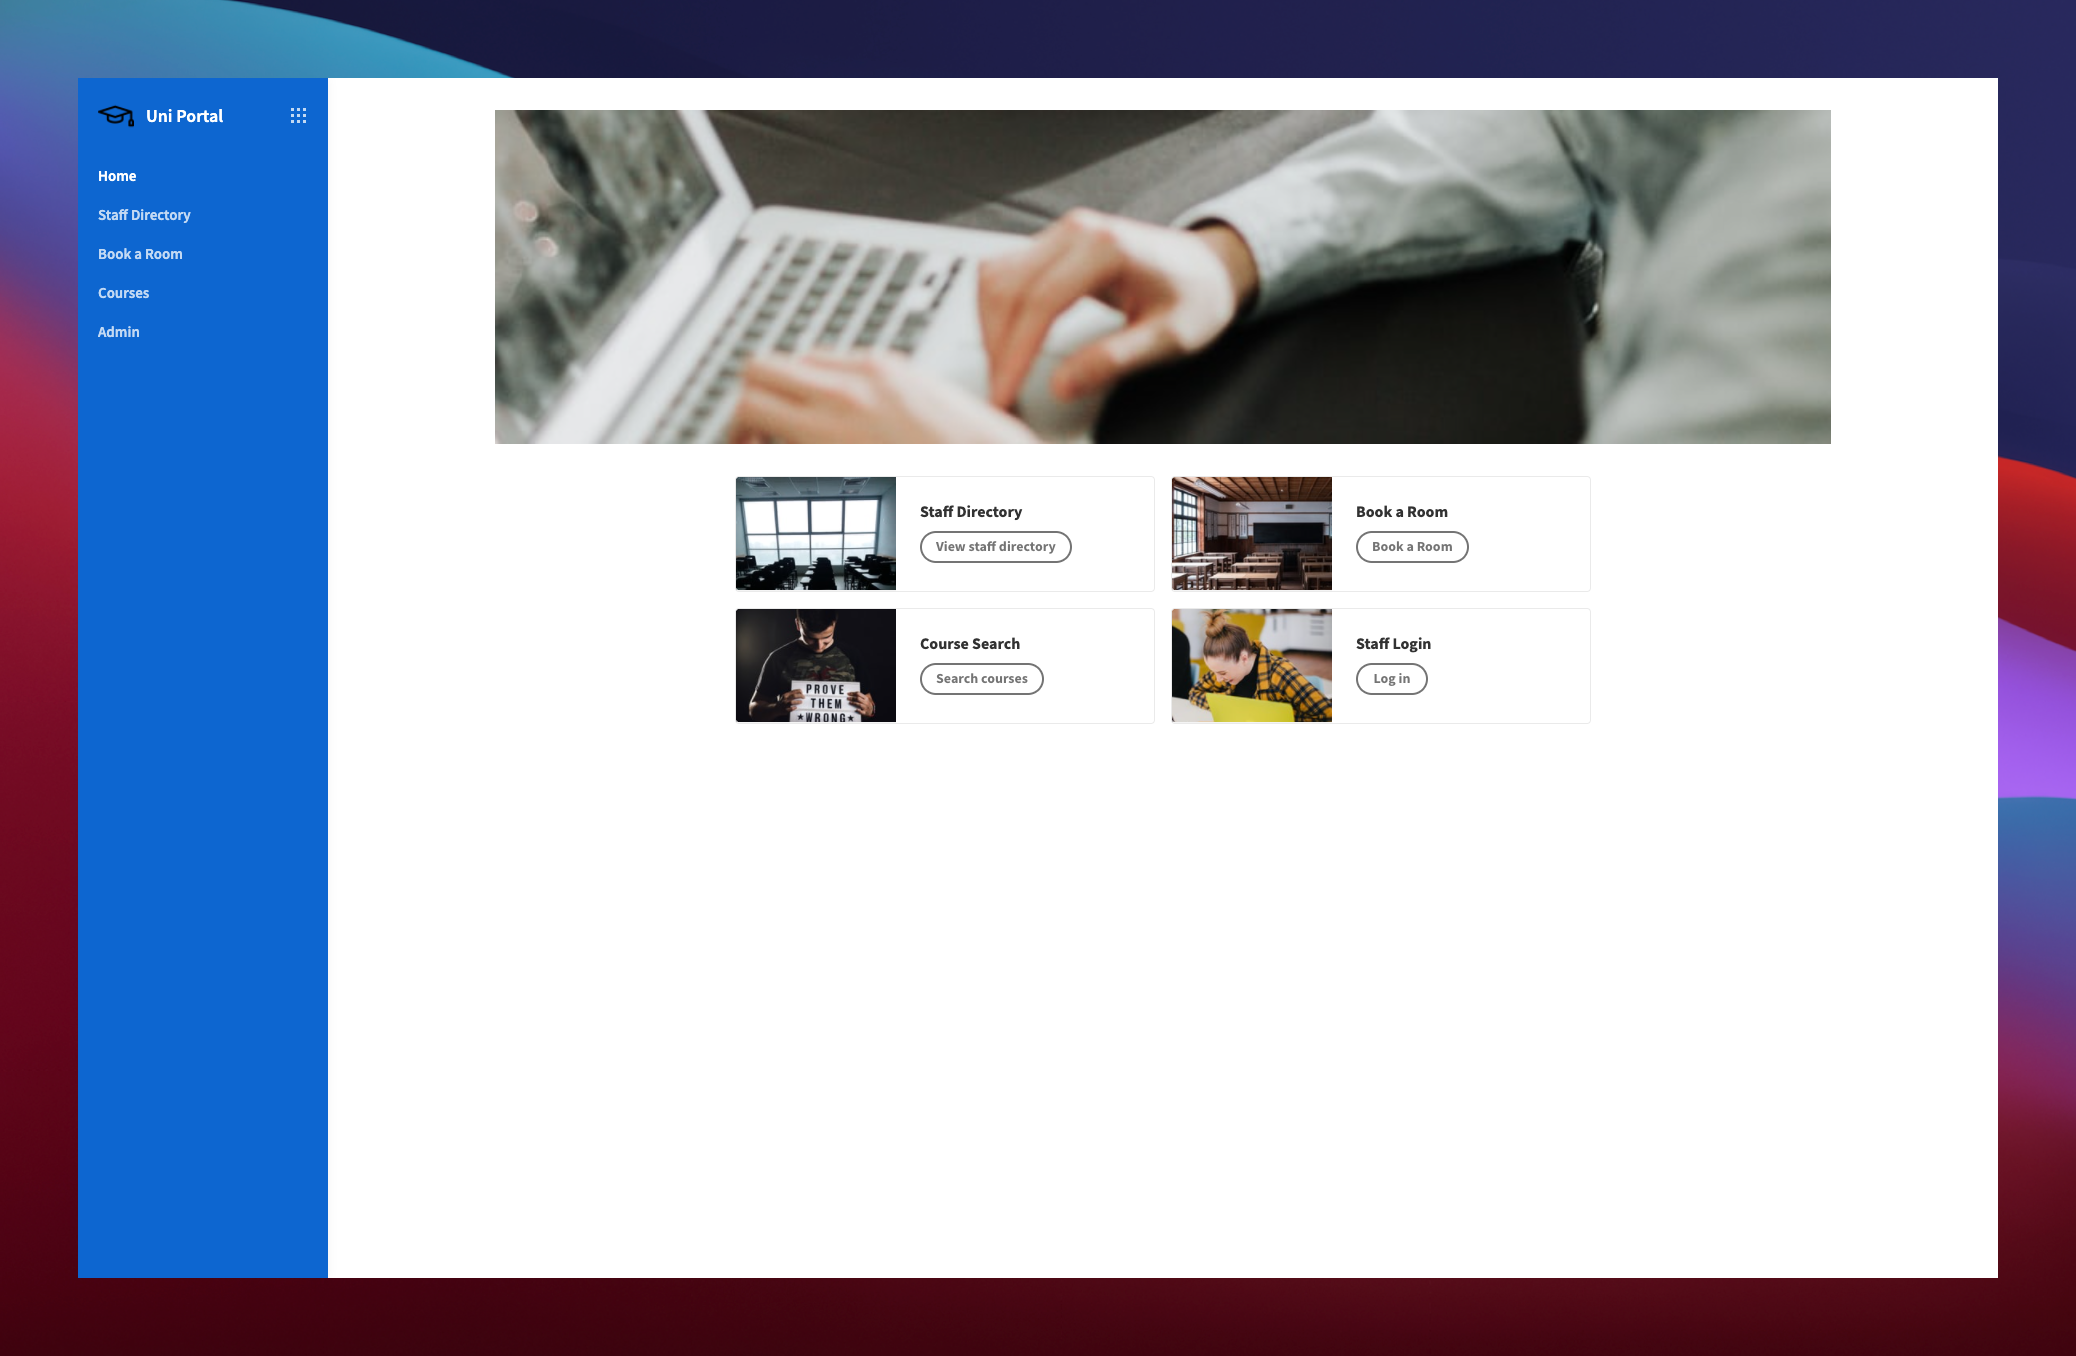 Uni Portal
Home
Staff Directory
Book a Room
Courses
Admin
Staff Directory
View staff directory
Book a Room
Book a Room
PROVE
THEM
★WRONG★
Course Search
Search courses
Staff Login
Log in